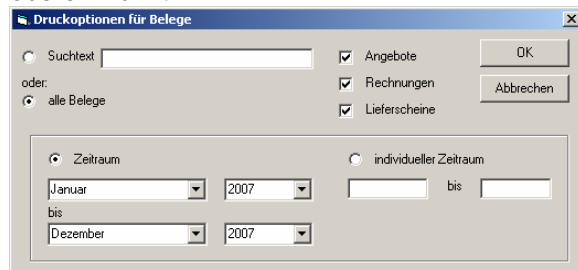 Druckoptionen für Belege
Suchtext
oder:
alle Belege
Angebote
Rechnungen
Lieferscheine
OK
Abbrechen
Zeitraum
Januar 2007
bis
Dezember 2007
individueller Zeitraum
bis